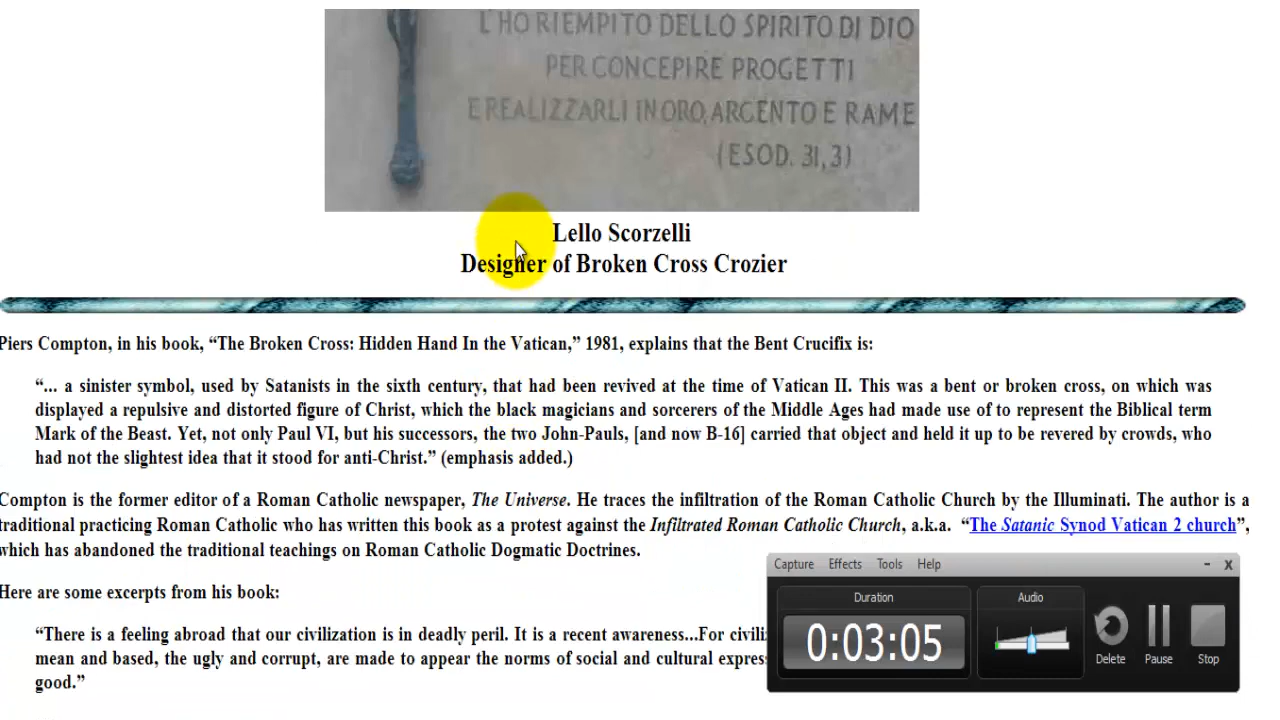 L'HO RIEMPITO DELLO SPIRITO DI DIO
PER CONCEPIRE PROGETTI
E REALIZZARLI IN ORO, ARGENTO E RAME
(ESOD. 31,3)
Lello Scorzelli
Designer of Broken Cross Crozier
Piers Compton, in his book, “The Broken Cross: Hidden Hand In the Vatican,” 1981, explains that the Bent Crucifix is:
“... a sinister symbol, used by Satanists in the sixth century, that had been revived at the time of Vatican II. This was a bent or broken cross, on which was
displayed a repulsive and distorted figure of Christ, which the black magicians and sorcerers of the Middle Ages had made use of to represent the Biblical term
Mark of the Beast. Yet, not only Paul VI, but his successors, the two John-Pauls, [and now B-16] carried that object and held it up to be revered by crowds, who
had not the slightest idea that it stood for anti-Christ.” (emphasis added.)
Compton is the former editor of a Roman Catholic newspaper, The Universe. He traces the infiltration of the Roman Catholic Church by the Illuminati. The author is a
traditional practicing Roman Catholic who has written this book as a protest against the Infiltrated Roman Catholic Church, a.k.a. “The Satanic Synod Vatican 2 church”,
which has abandoned the traditional teachings on Roman Catholic Dogmatic Doctrines.
Here are some excerpts from his book:
“There is a feeling abroad that our civilization is in deadly peril. It is a recent awareness...For civili
mean and based, the ugly and corrupt, are made to appear the norms of social and cultural express
good.”
Capture Effects Tools Help
Duration
Audio
0:03:05
Delete Pause Stop